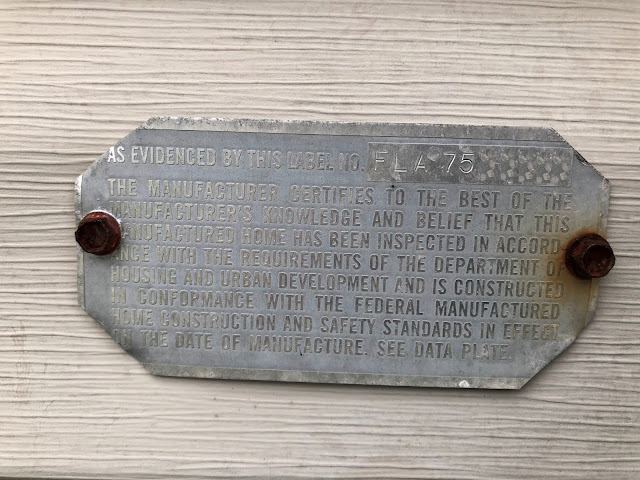 AS EVIDENCED BY THIS LABEL NO. FLA 75
THE MANUFACTURER CERTIFIES TO THE BEST OF THE
MANUFACTURER'S KNOWLEDGE AND BELIEF THAT THIS
MANUFACTURED HOME HAS BEEN INSPECTED IN ACCORD-
ANCE WITH THE REQUIREMENTS OF THE DEPARTMENT OF
HOUSING AND URBAN DEVELOPMENT AND IS CONSTRUCTED
IN CONFORMANCE WITH THE FEDERAL MANUFACTURED
HOME CONSTRUCTION AND SAFETY STANDARDS IN EFFECT
ON THE DATE OF MANUFACTURE. SEE DATA PLATE.